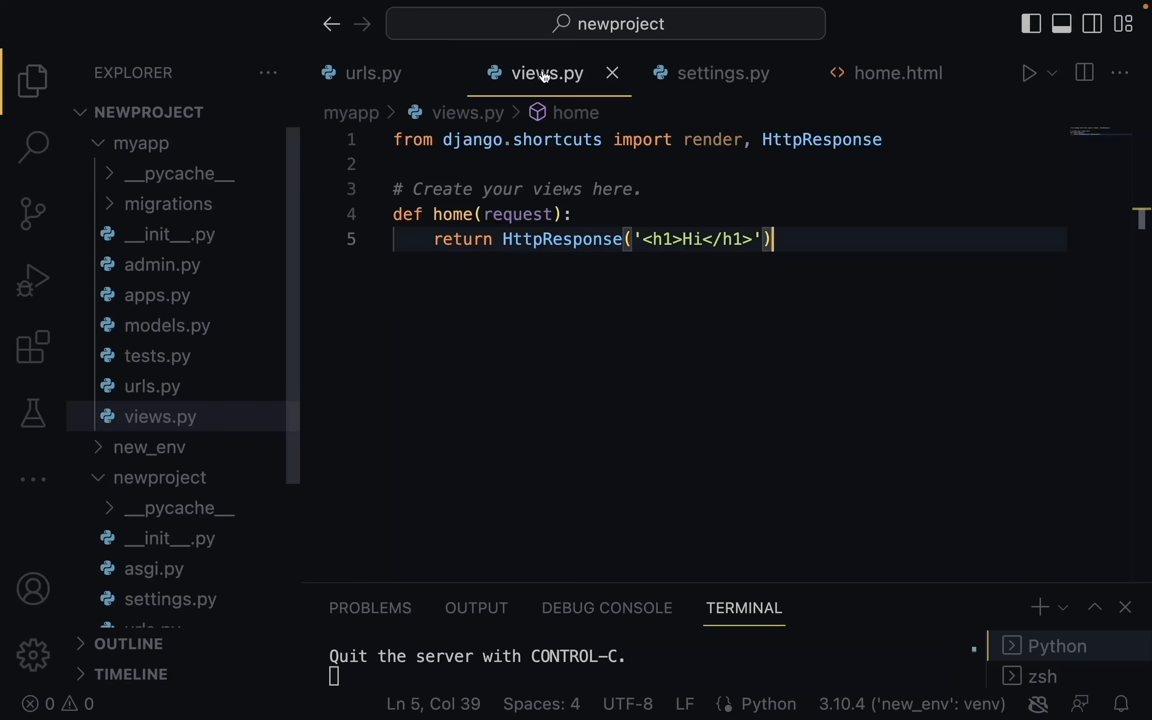 newproject
EXPLORER
urls.py
views.py
settings.py
home.html
NEWPROJECT
myapp > views.py > home
myapp
__pycache__
migrations
__init__.py
admin.py
apps.py
models.py
tests.py
urls.py
views.py
new_env
newproject
__pycache__
__init__.py
asgi.py
settings.py
urls.py
OUTLINE
TIMELINE
1 from django.shortcuts import render, HttpResponse
2
3 # Create your views here.
4 def home(request):
5 return HttpResponse('<h1>Hi</h1>')
PROBLEMS OUTPUT DEBUG CONSOLE TERMINAL
Quit the server with CONTROL-C.
Python
zsh
0 0 Ln 5, Col 39 Spaces: 4 UTF-8 LF Python 3.10.4 ('new_env': venv)